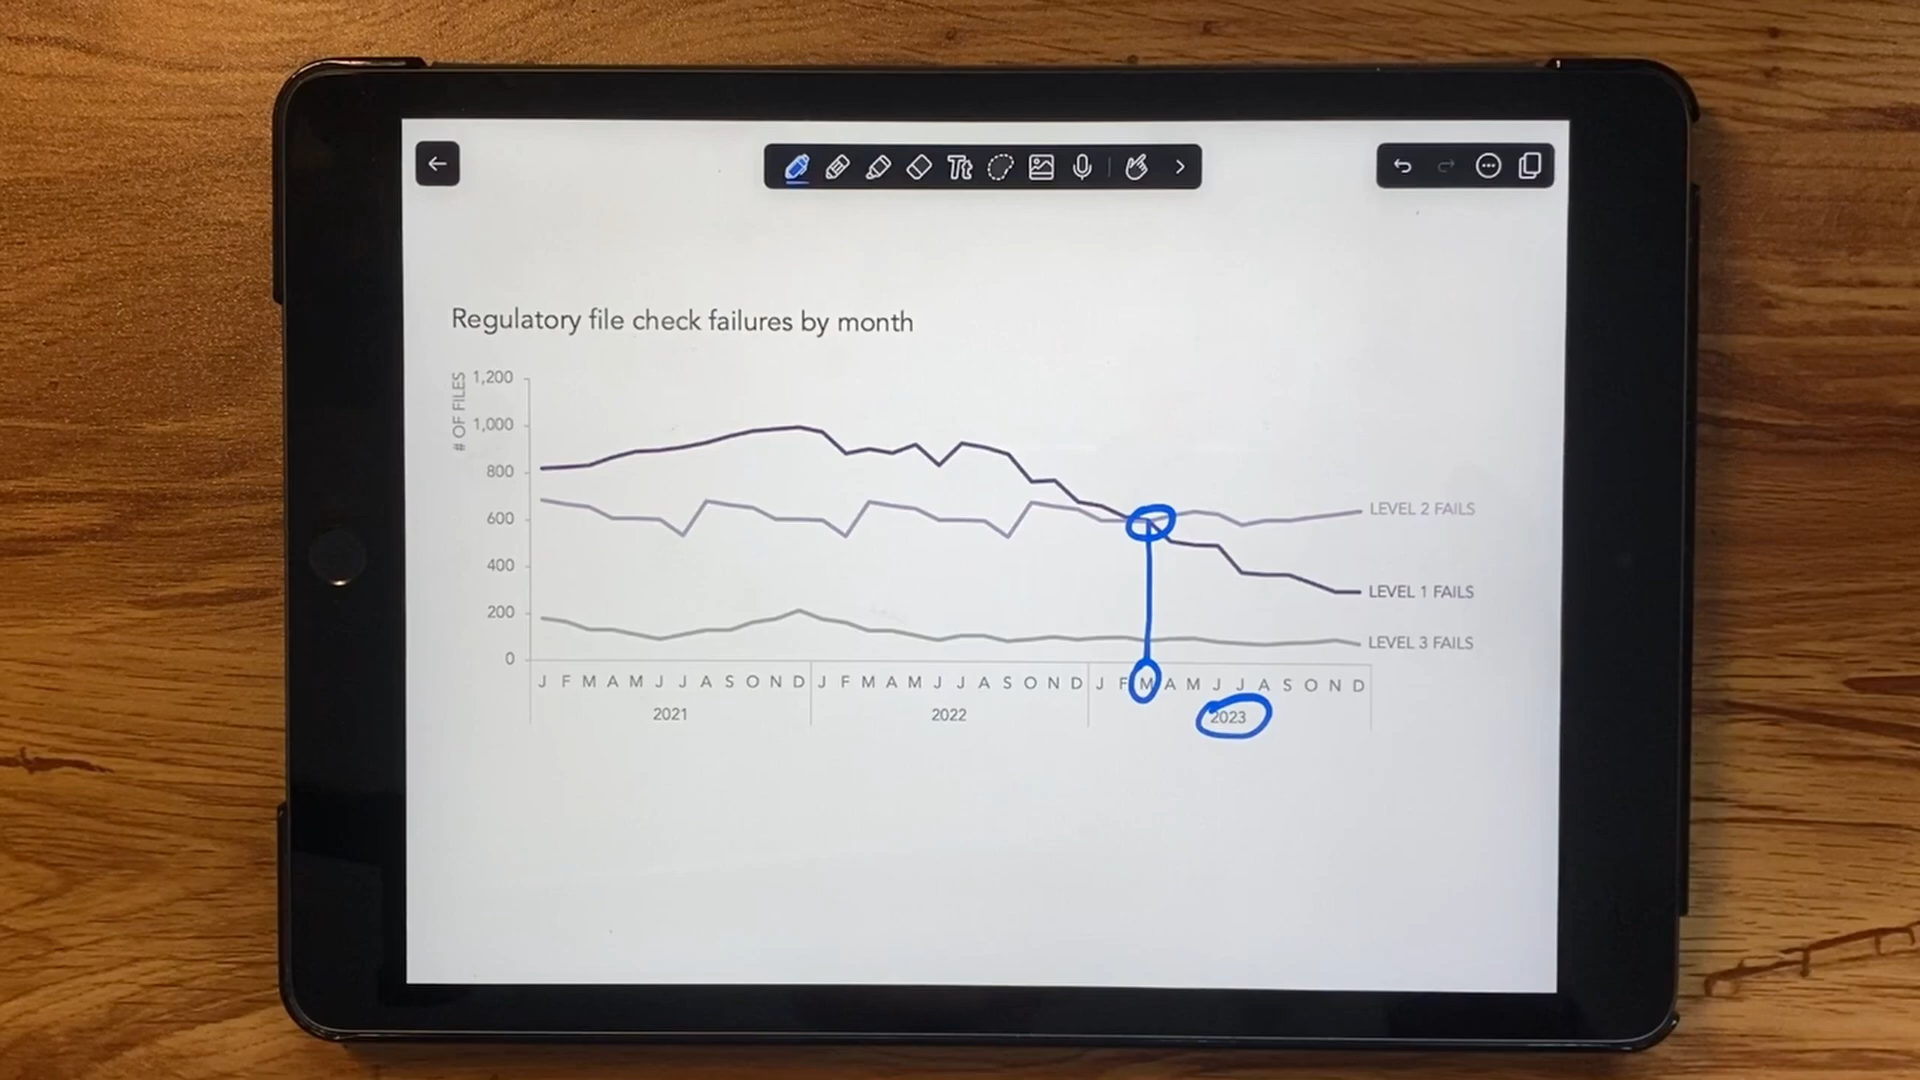 Tt
Regulatory file check failures by month
# OF FILES
1,200
1,000
800
600
400
200
0
LEVEL 2 FAILS
LEVEL 1 FAILS
LEVEL 3 FAILS
J F M A M J J A S O N D J F M A M J J A S O N D J F M A M J J A S O N D
2021 2022 2023